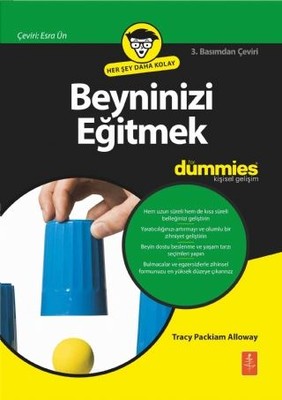 Çeviri: Esra Ün
HER ŞEY DAHA KOLAY
3. Basımdan Çeviri
Beyninizi
Eğitmek
for
dummies
kişisel gelişim
Hem uzun süreli hem de kısa süreli
belleğinizi geliştirin
Yaratıcılığınızı artırmayı ve olumlu bir
zihniyet geliştirin
Beyin dostu beslenme ve yaşam tarzı
seçimleri yapın
Bulmacalar ve egzersizlerle zihinsel
formunuzu en yüksek düzeye çıkarınız
Tracy Packiam Alloway